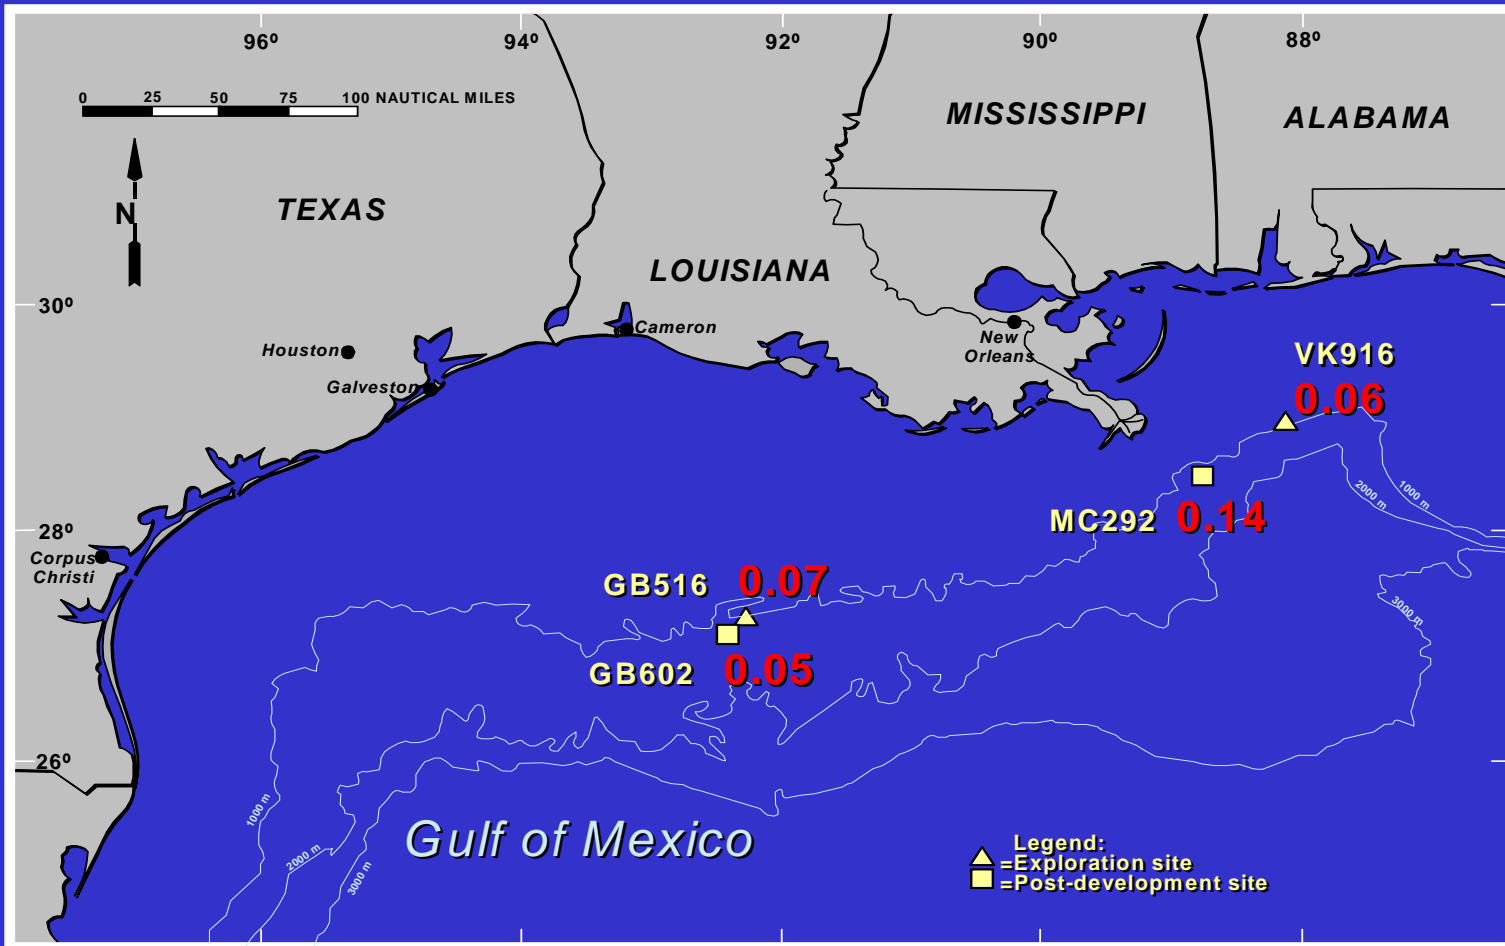 96º 94º 92º 90º 88º
0 25 50 75 100 NAUTICAL MILES
MISSISSIPPI
ALABAMA
N
TEXAS
LOUISIANA
30º
Cameron
New
Orleans
Houston
Galveston
VK916
0.06
2000 m
1000 m
MC292 0.14
28º
Corpus
Christi
GB516 0.07
3000 m
GB602 0.05
26º
1000 m
2000 m
3000 m
Gulf of Mexico
Legend:
=Exploration site
=Post-development site